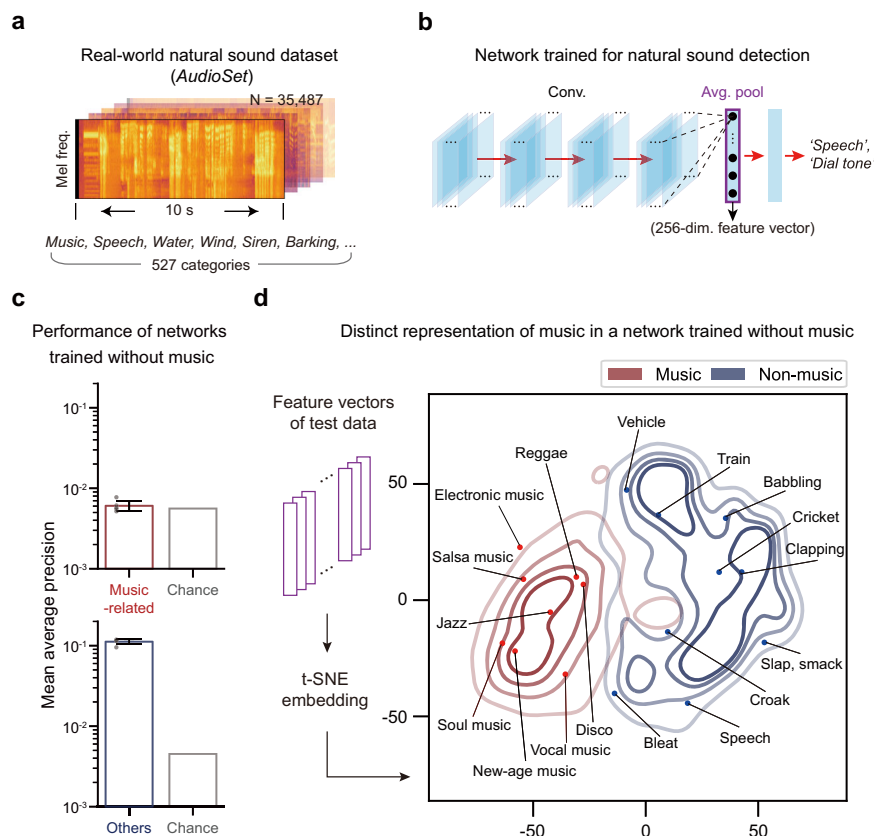 a
Real-world natural sound dataset
(AudioSet)
N = 35,487
Mel freq.
10 s
Music, Speech, Water, Wind, Siren, Barking, ...
527 categories
b
Network trained for natural sound detection
Conv.
Avg. pool
‘Speech’,
‘Dial tone’
(256-dim. feature vector)
c
Performance of networks
trained without music
Mean average precision
10-1
10-2
10-3
Music
-related
Chance
10-1
10-2
10-3
Others
Chance
d
Distinct representation of music in a network trained without music
Feature vectors
of test data
t-SNE
embedding
Music
Non-music
Vehicle
Reggae
Train
Electronic music
Babbling
Salsa music
Cricket
Clapping
Jazz
Slap, smack
Soul music
Croak
Disco
Vocal music
Bleat
Speech
New-age music
50
0
-50
-50
0
50